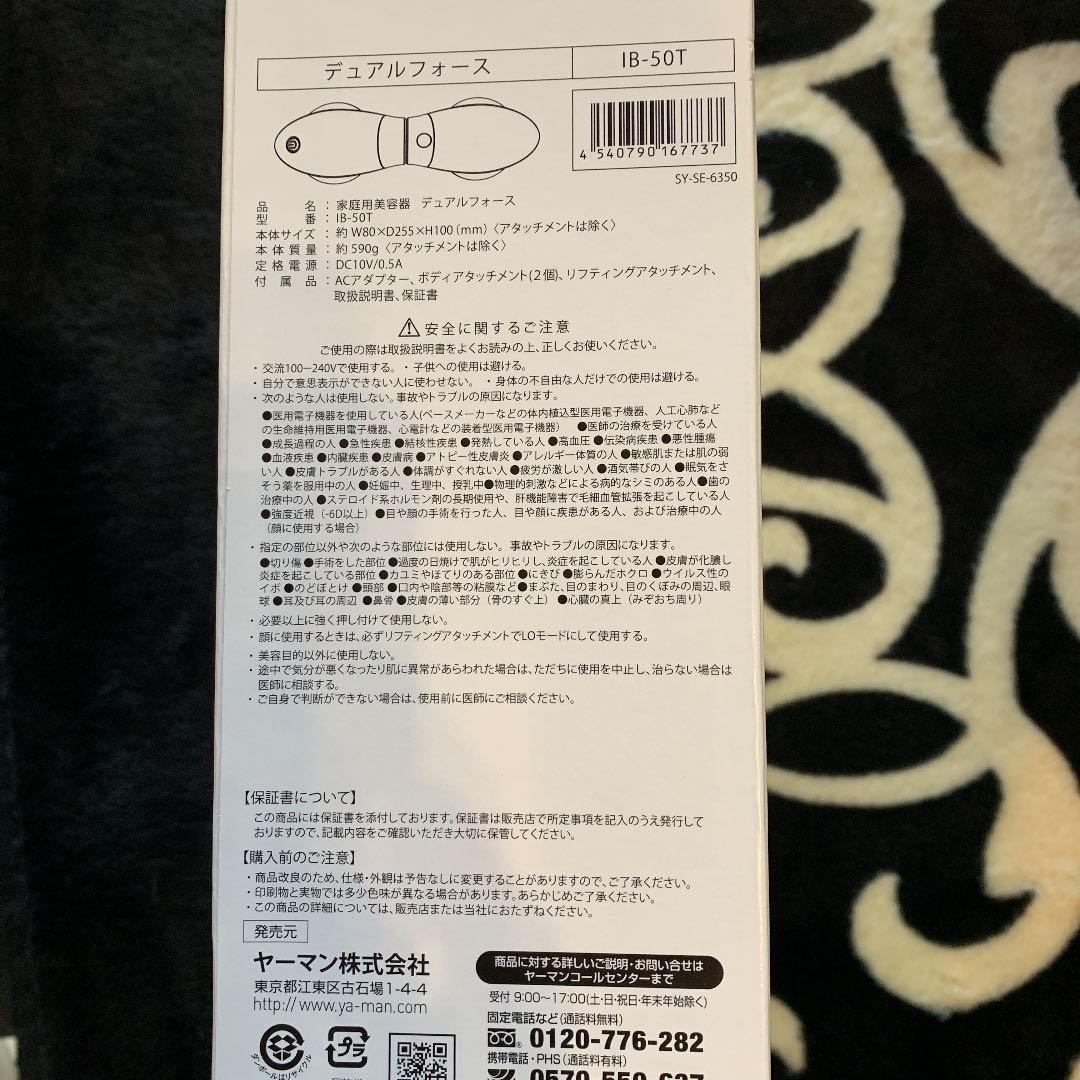 デュアルフォース IB-50T
4 540790 167737
SY-SE-6350
品名：家庭用美容器 デュアルフォース
型番：IB-50T
本体サイズ：約 W80×D255×H100（mm）〈アタッチメントは除く〉
本体質量：約 590g〈アタッチメントは除く〉
定格電源：DC10V/0.5A
付属品：ACアダプター、ボディアタッチメント(2個)、リフティングアタッチメント、
取扱説明書、保証書
安全に関するご注意
ご使用の際は取扱説明書をよくお読みの上、正しくお使いください。
・交流100ー240Vで使用する。・子供への使用は避ける。
・自分で意思表示ができない人に使わせない。・身体の不自由な人だけでの使用は避ける。
・次のような人は使用しない。事故やトラブルの原因になります。
●医用電子機器を使用している人(ペースメーカーなどの体内植込型医用電子機器、人工心肺など
の生命維持用医用電子機器、心電計などの装着型医用電子機器） ●医師の治療を受けている人
●成長過程の人●急性疾患●結核性疾患●発熱している人●高血圧●伝染病疾患●悪性腫瘍
●血液疾患●内臓疾患●皮膚病●アトピー性皮膚炎●アレルギー体質の人●敏感肌または肌の弱
い人●皮膚トラブルがある人●体調がすぐれない人●疲労が激しい人●酒気帯びの人●眠気をさ
そう薬を服用中の人●妊娠中、生理中、授乳中●物理的刺激などによる病的なシミのある人●歯の
治療中の人●ステロイド系ホルモン剤の長期使用や、肝機能障害で毛細血管拡張を起こしている人
●強度近視（-6D以上）●目や顔の手術を行った人、目や顔に疾患がある人、および治療中の人
（顔に使用する場合）
・指定の部位以外や次のような部位には使用しない。事故やトラブルの原因になります。
●切り傷●手術をした部位●過度の日焼けで肌がヒリヒリし、炎症を起こしている人●皮膚が化膿し
炎症を起こしている部位●カユミやほてりのある部位●にきび●膨らんだホクロ●ウイルス性の
イボ●のどぼとけ●頭部●口内や陰部等の粘膜など●まぶた、目のまわり、目のくぼみの周辺、眼
球●耳及び耳の周辺 ●鼻骨●皮膚の薄い部分（骨のすぐ上） ●心臓の真上（みぞおち周り）
・必要以上に強く押し付けて使用しない。
・顔に使用するときは、必ずリフティングアタッチメントでLOモードにして使用する。
・美容目的以外に使用しない。
・途中で気分が悪くなったり肌に異常があらわれた場合は、ただちに使用を中止し、治らない場合は
医師に相談する。
・ご自身で判断ができない場合は、使用前に医師にご相談ください。
【保証書について】
この商品には保証書を添付しております。保証書は販売店で所定事項を記入のうえ発行して
おりますので、記載内容をご確認いただき大切に保管してください。
【購入前のご注意】
・商品改良のため、仕様・外観は予告なしに変更することがありますので、ご了承ください。
・印刷物と実物では多少色味が異なる場合があります。あらかじめご了承ください。
・この商品の詳細については、販売店または当社におたずねください。
発売元
ヤーマン株式会社
東京都江東区古石場1-4-4
http://www.ya-man.com
ダンボールはリサイクル
プラ
商品に対する詳しいご説明・お問い合せは
ヤーマンコールセンターまで
受付 9:00〜17:00(土・日・祝日・年末年始除く)
固定電話など(通話料無料)
0120-776-282
携帯電話・PHS(通話料有料)